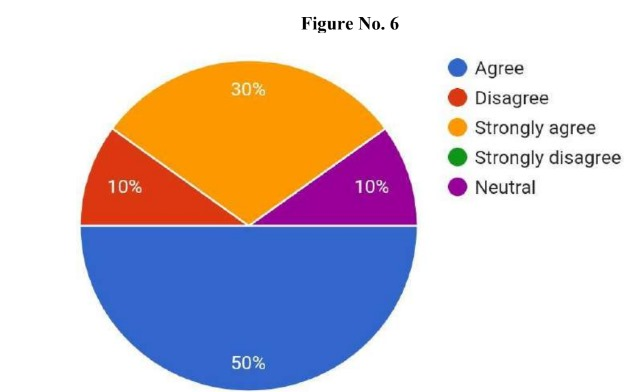 Figure No. 6
30%
10%
10%
50%
Agree
Disagree
Strongly agree
Strongly disagree
Neutral